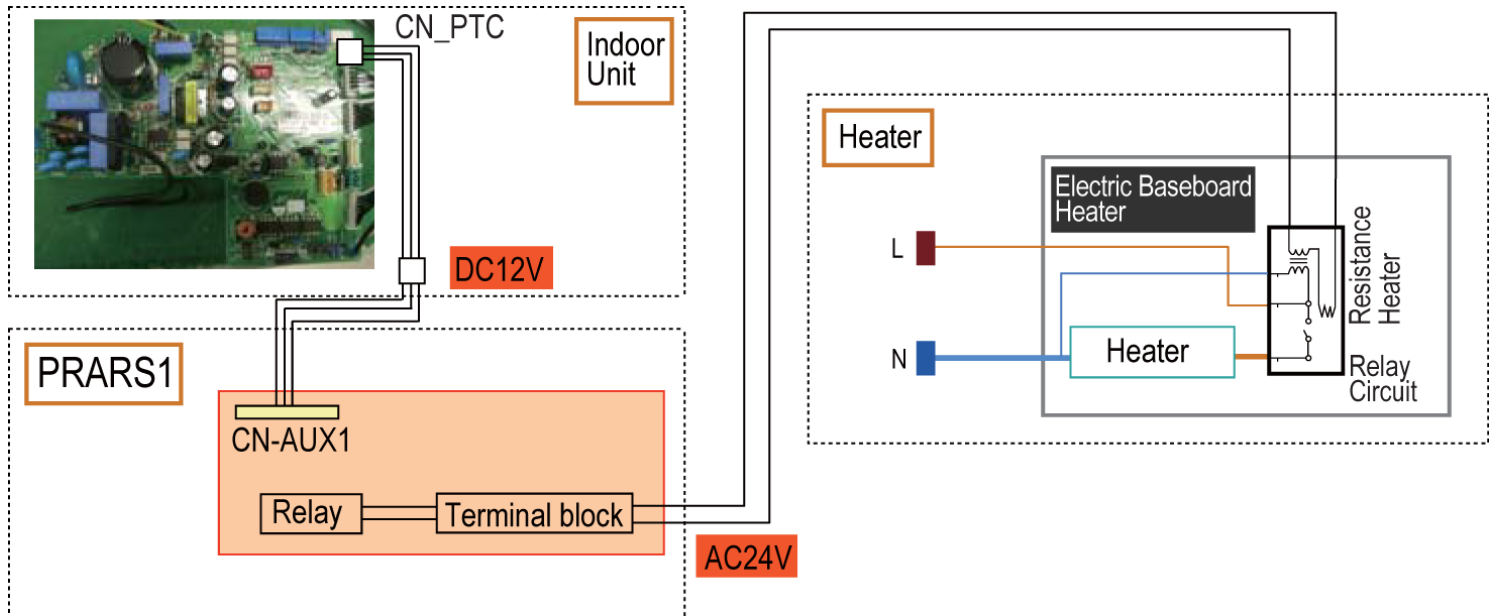 CN_PTC
Indoor
Unit
DC12V
PRARS1
CN-AUX1
Relay
Terminal block
AC24V
Heater
Electric Baseboard
Heater
L
N
Heater
Resistance
Heater
Relay
Circuit